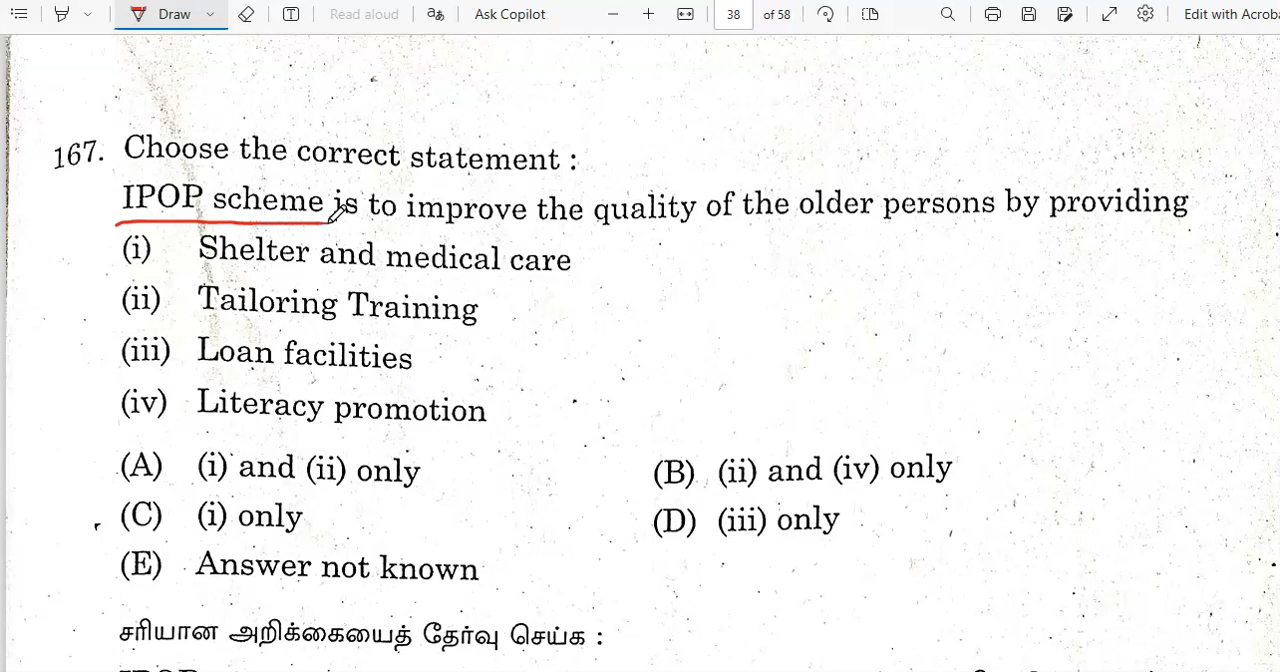 Draw Read aloud aあ Ask Copilot 38 of 58 Edit with Acroba
167. Choose the correct statement :
IPOP scheme is to improve the quality of the older persons by providing
(i) Shelter and medical care
(ii) Tailoring Training
(iii) Loan facilities
(iv) Literacy promotion
(A) (i) and (ii) only (B) (ii) and (iv) only
(C) (i) only (D) (iii) only
(E) Answer not known
சரியான அறிக்கையைத் தேர்வு செய்க :